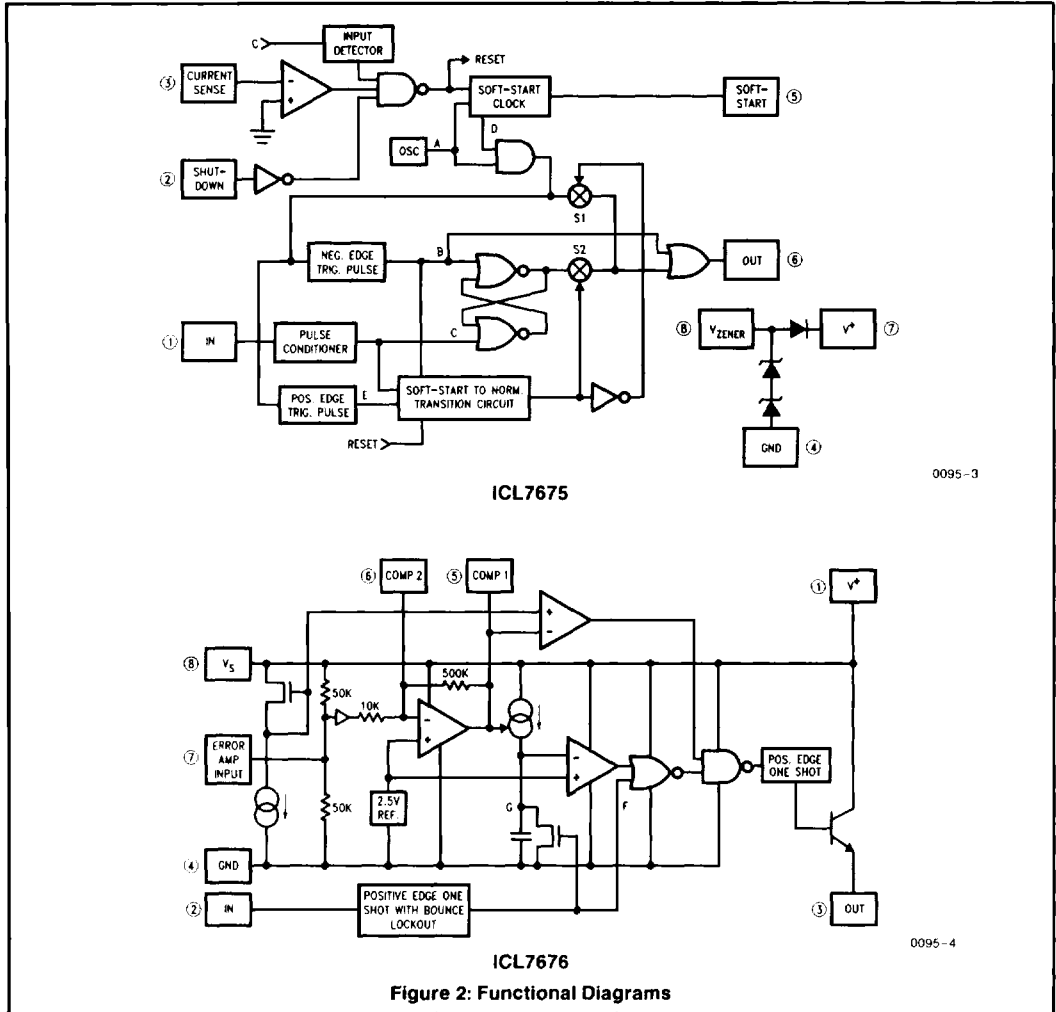 C
INPUT
DETECTOR
RESET
③
CURRENT
SENSE
-
+
SOFT-START
CLOCK
SOFT-
START
⑤
D
OSC
A
②
SHUT-
DOWN
S1
NEG. EDGE
TRIG. PULSE
B
S2
OUT
⑥
①
IN
PULSE
CONDITIONER
C
⑧
VZENER
V+
⑦
POS. EDGE
TRIG. PULSE
E
SOFT-START TO NORM.
TRANSITION CIRCUIT
RESET
GND
④
0095-3
ICL7675
⑥
COMP 2
⑤
COMP 1
①
V+
+
-
⑧
VS
50K
500K
10K
-
+
⑦
ERROR
AMP
INPUT
-
+
POS. EDGE
ONE SHOT
50K
2.5V
REF.
G
F
④
GND
②
IN
POSITIVE EDGE ONE
SHOT WITH BOUNCE
LOCKOUT
③
OUT
0095-4
ICL7676
Figure 2: Functional Diagrams